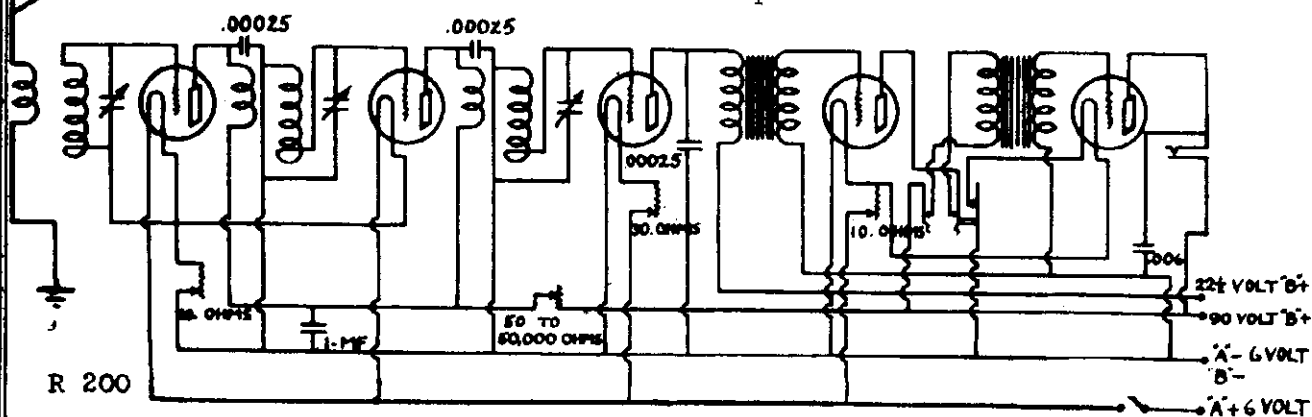 .00025
.00025
.00025
30. OHMS
10. OHMS
.006
OHMS
1-MF
50 TO
50,000 OHMS
22½ VOLT "B"+
90 VOLT "B"+
"A"- 6 VOLT
"B"-
"A"+ 6 VOLT
R 200